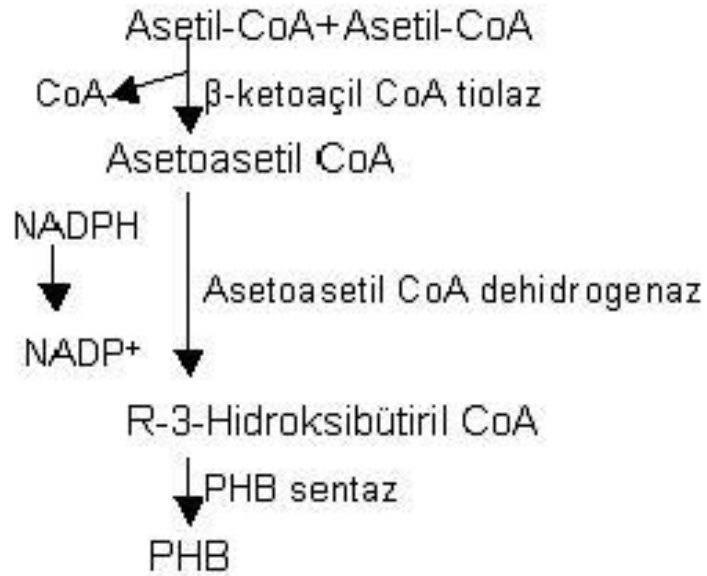 Asetil-CoA+Asetil-CoA
CoA
β-ketoaçil CoA tiolaz
Asetoasetil CoA
NADPH
Asetoasetil CoA dehidrogenaz
NADP+
R-3-Hidroksibütiril CoA
PHB sentaz
PHB